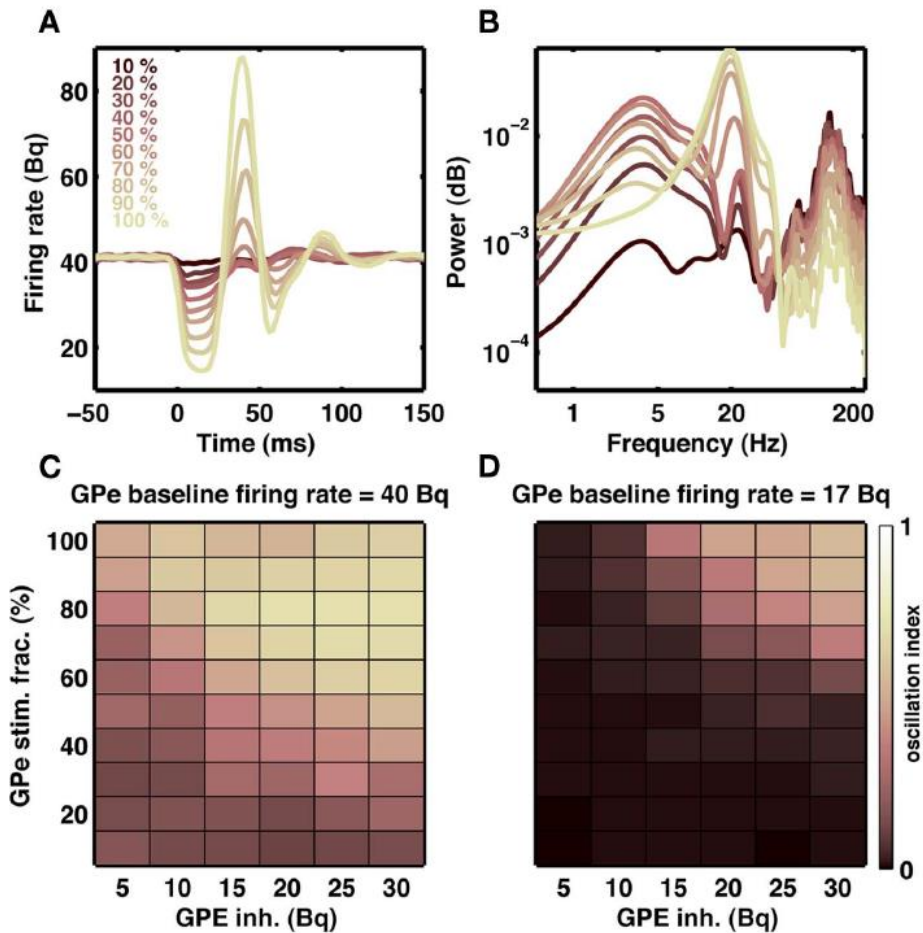 A
B
10 %
20 %
30 %
40 %
50 %
60 %
70 %
80 %
90 %
100 %
80
60
40
20
Firing rate (Bq)
−50 0 50 100 150
Time (ms)
10−2
10−3
10−4
Power (dB)
1 5 20 200
Frequency (Hz)
C
D
GPe baseline firing rate = 40 Bq
GPe baseline firing rate = 17 Bq
100
80
60
40
20
GPe stim. frac. (%)
5 10 15 20 25 30
GPE inh. (Bq)
5 10 15 20 25 30
GPE inh. (Bq)
1
0
oscillation index